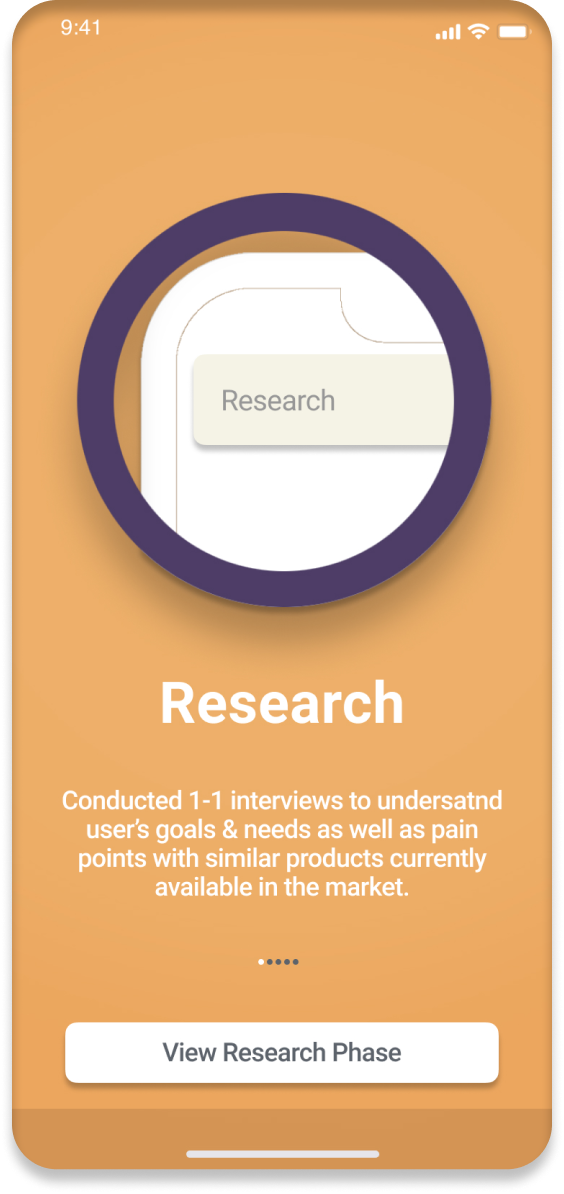 9:41
Research
Research
Conducted 1-1 interviews to undersatnd
user’s goals & needs as well as pain
points with similar products currently
available in the market.
View Research Phase